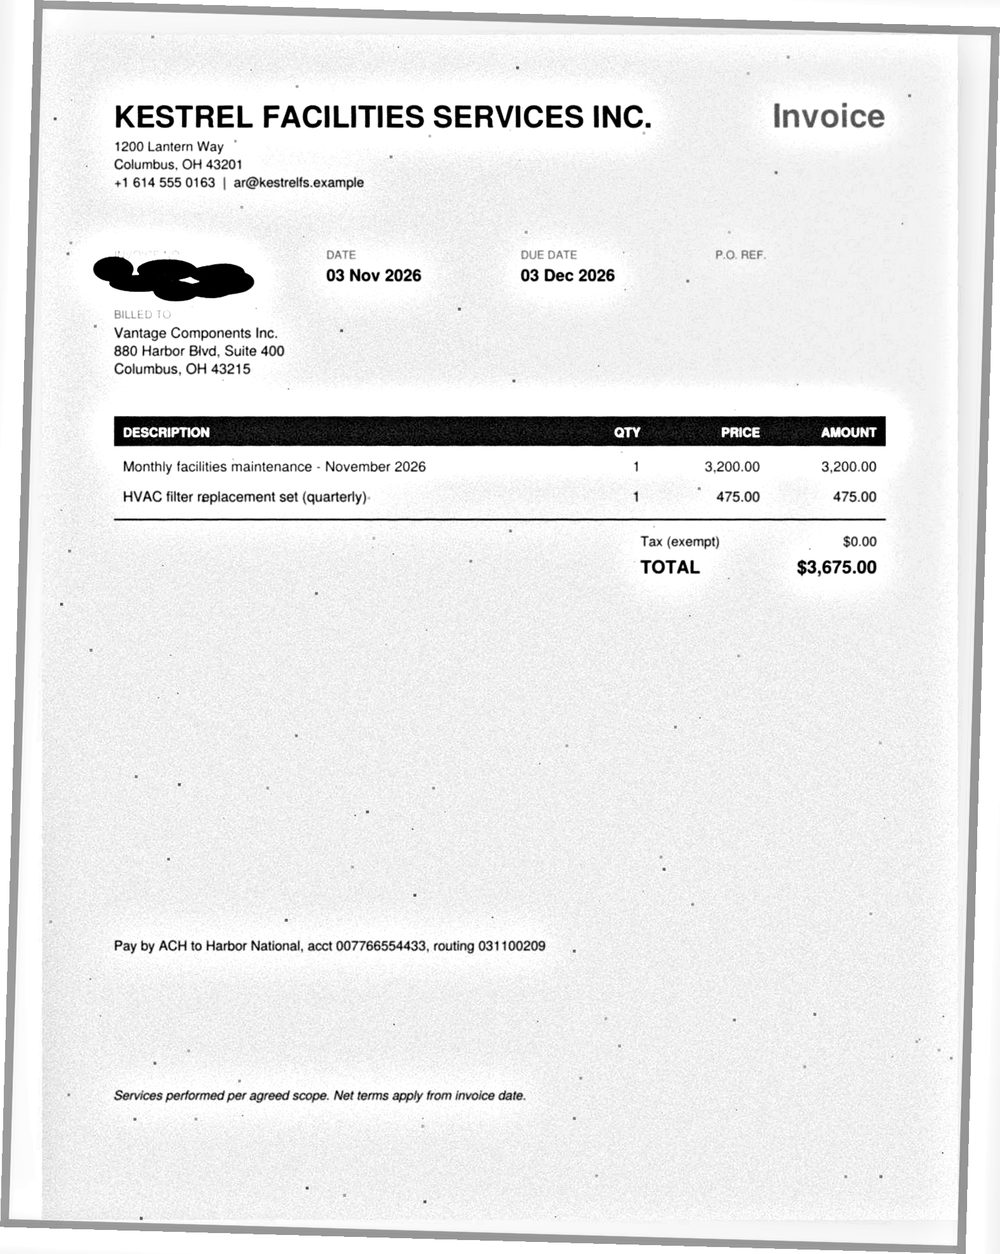 KESTREL FACILITIES SERVICES INC. Invoice
1200 Lantern Way
Columbus, OH 43201
+1 614 555 0163 | ar@kestrelfs.example
DATE DUE DATE P.O. REF.
03 Nov 2026 03 Dec 2026
BILLED TO
Vantage Components Inc.
880 Harbor Blvd, Suite 400
Columbus, OH 43215
DESCRIPTION QTY PRICE AMOUNT
Monthly facilities maintenance - November 2026 1 3,200.00 3,200.00
HVAC filter replacement set (quarterly) 1 475.00 475.00
Tax (exempt) $0.00
TOTAL $3,675.00
Pay by ACH to Harbor National, acct 007766554433, routing 031100209
Services performed per agreed scope. Net terms apply from invoice date.